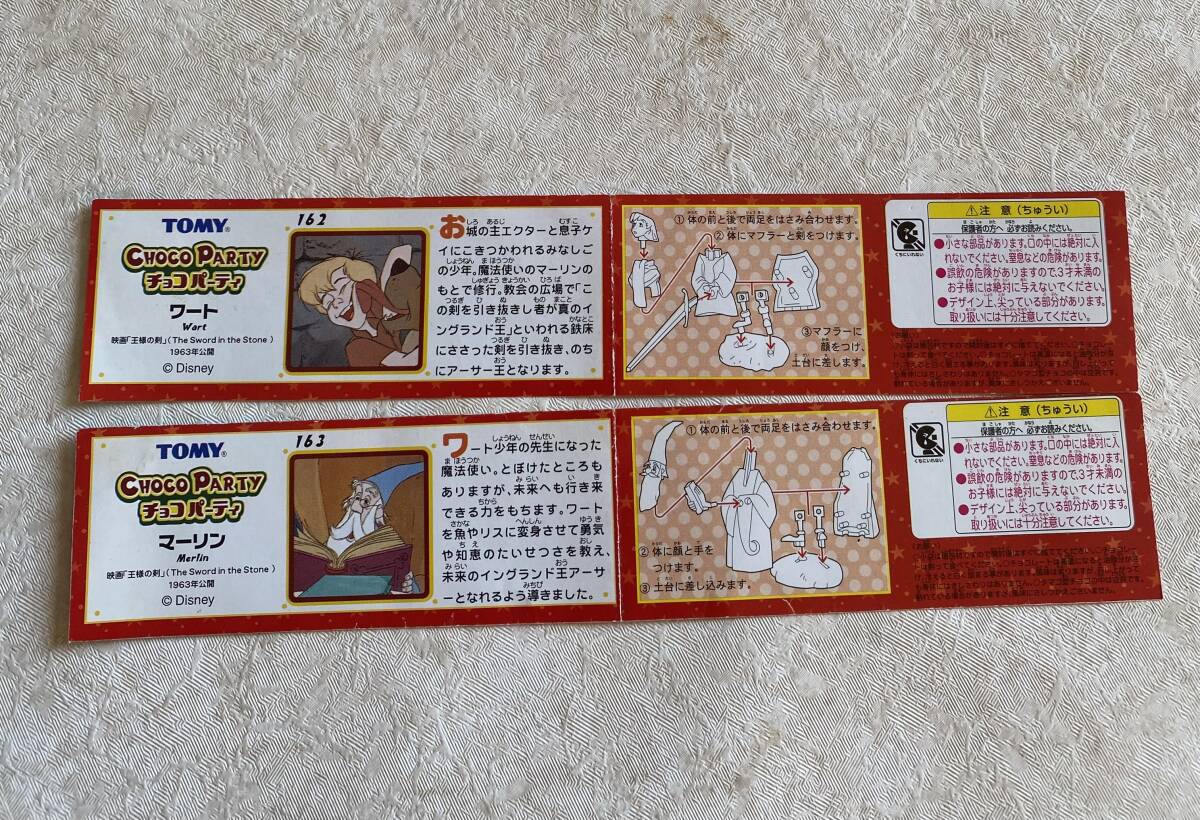 TOMY®
162
CHOCO PARTY
チョコパーティ
ワート
Wart
映画「王様の剣」(The Sword in the Stone )
1963年公開
© Disney
お城の主エクターと息子ケ
イにこきつかわれるみなしご
の少年。魔法使いのマーリンの
もとで修行。教会の広場で「こ
の剣を引き抜きし者が真のイ
ングランド王」といわれる鉄床
にささった剣を引き抜き、のち
にアーサー王となります。
①体の前と後で両足をはさみ合わせます。
②体にマフラーと剣をつけます。
③マフラーに
顔をつけ、
土台に差します。
くちにいれない
⚠注 意 (ちゅうい)
保護者の方へ 必ずお読みください。
●小さな部品があります。口の中には絶対に入
れないでください。窒息などの危険があります。
●誤飲の危険がありますので3才未満の
お子様には絶対に与えないでください。
●デザイン上、尖っている部分があります。
取り扱いには十分注意してください。
TOMY®
163
CHOCO PARTY
チョコパーティ
マーリン
Merlin
映画「王様の剣」(The Sword in the Stone )
1963年公開
© Disney
ワート少年の先生になった
魔法使い。とぼけたところも
ありますが、未来へも行き来
できる力をもちます。ワート
を魚やリスに変身させて勇気
や知恵のたいせつさを教え、
未来のイングランド王アーサ
ーとなれるよう導きました。
①体の前と後で両足をはさみ合わせます。
②体に顔と手を
つけます。
③土台に差し込みます。
くちにいれない
⚠注 意 (ちゅうい)
保護者の方へ 必ずお読みください。
●小さな部品があります。口の中には絶対に入
れないでください。窒息などの危険があります。
●誤飲の危険がありますので、3才未満の
お子様には絶対に与えないでください。
●デザイン上、尖っている部分があります。
取り扱いには十分注意してください。